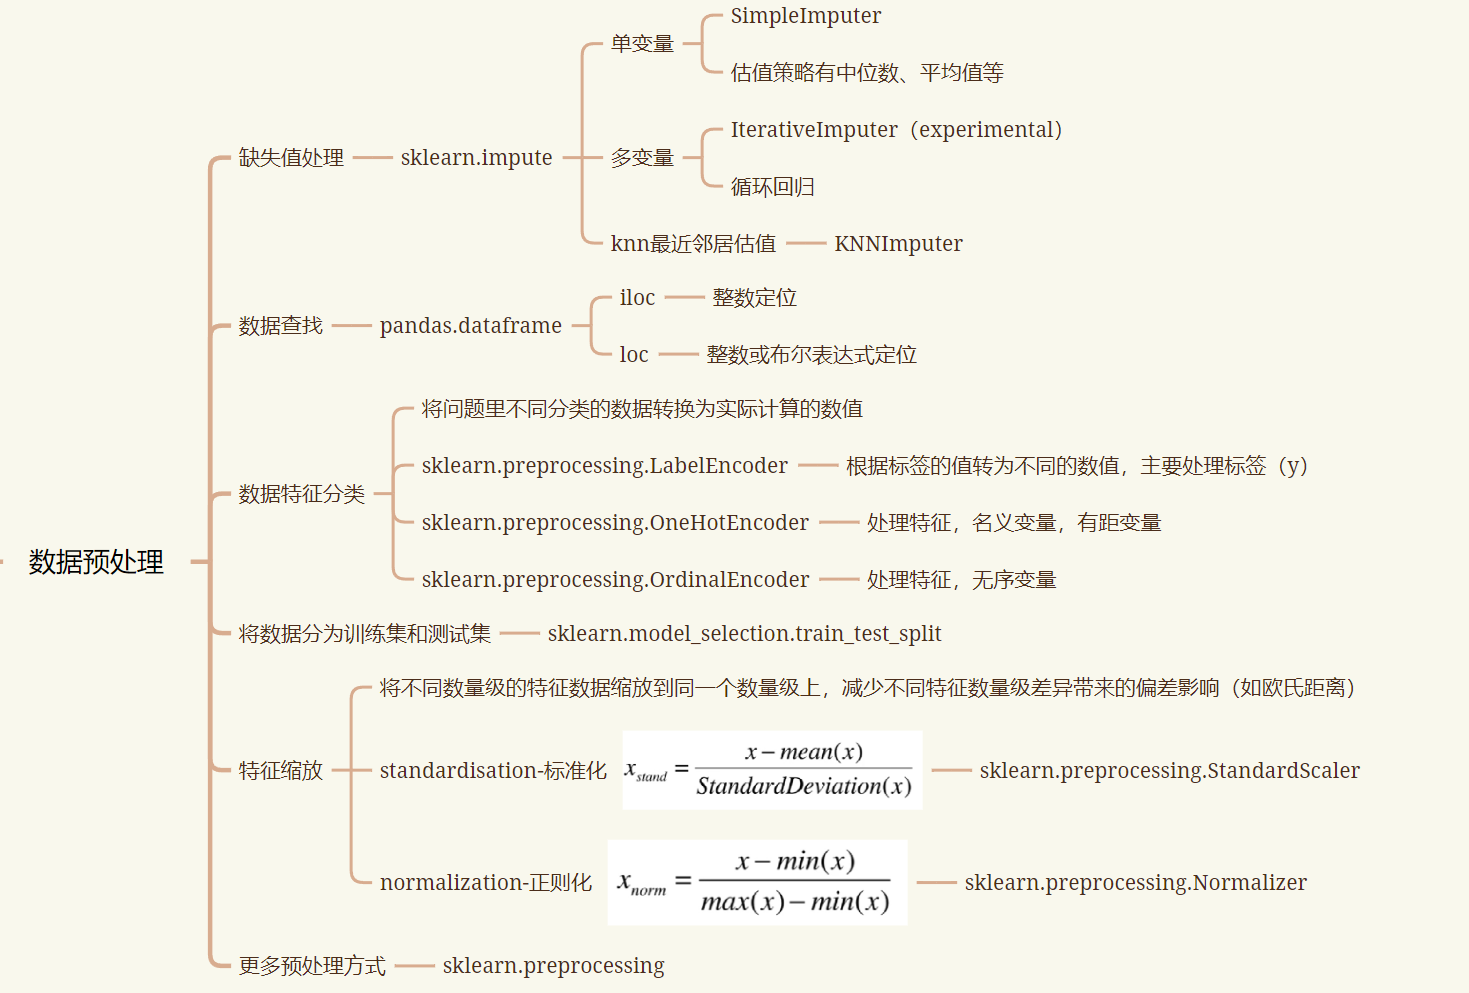 数据预处理
缺失值处理
sklearn.impute
单变量
SimpleImputer
估值策略有中位数、平均值等
多变量
IterativeImputer（experimental）
循环回归
knn最近邻居估值
KNNImputer
数据查找
pandas.dataframe
iloc
整数定位
loc
整数或布尔表达式定位
数据特征分类
将问题里不同分类的数据转换为实际计算的数值
sklearn.preprocessing.LabelEncoder
根据标签的值转为不同的数值，主要处理标签（y）
sklearn.preprocessing.OneHotEncoder
处理特征，名义变量，有距变量
sklearn.preprocessing.OrdinalEncoder
处理特征，无序变量
将数据分为训练集和测试集
sklearn.model_selection.train_test_split
特征缩放
将不同数量级的特征数据缩放到同一个数量级上，减少不同特征数量级差异带来的偏差影响（如欧氏距离）
standardisation-标准化
x_stand = (x − mean(x)) / StandardDeviation(x)
sklearn.preprocessing.StandardScaler
normalization-正则化
x_norm = (x − min(x)) / (max(x) − min(x))
sklearn.preprocessing.Normalizer
更多预处理方式
sklearn.preprocessing